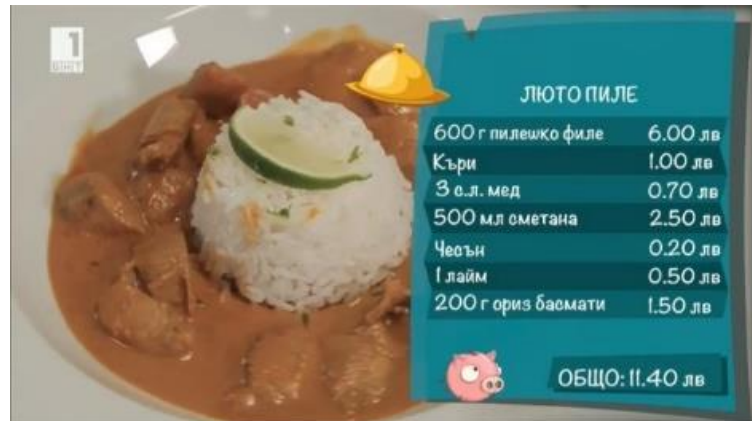 1
БНТ
ЛЮТО ПИЛЕ
600 г пилешко филе 6.00 лв
Къри 1.00 лв
3 с.л. мед 0.70 лв
500 мл сметана 2.50 лв
Чесън 0.20 лв
1 лайм 0.50 лв
200 г ориз басмати 1.50 лв
ОБЩО: 11.40 лв